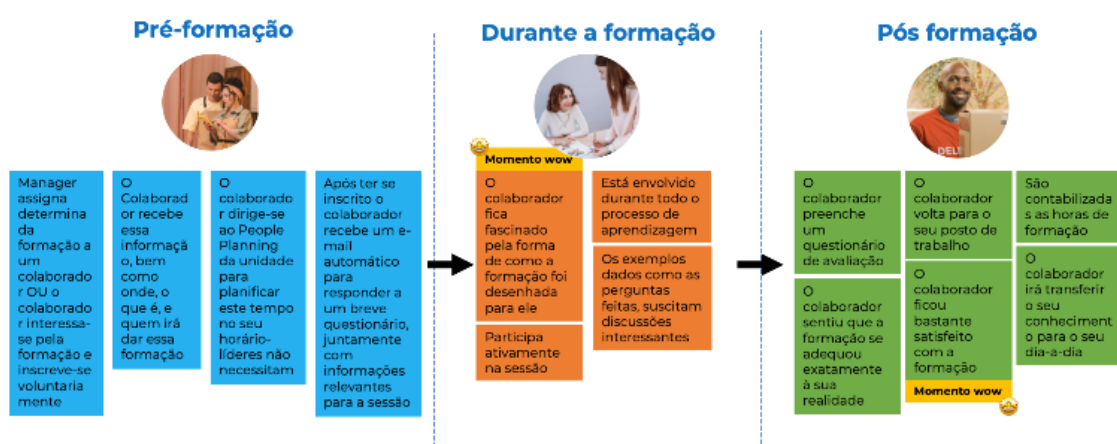 Pré-formação
Durante a formação
Pós formação
Manager
assigna
determina
da
formação a
um
colaborado
r OU o
colaborado
r interessa-
se pela
formação e
inscreve-se
voluntaria
mente
O
Colaborad
or recebe
essa
informaçã
o, bem
como
onde, o
que é, e
quem irá
dar essa
formação
O
colaborado
r dirige-se
ao People
Planning
da unidade
para
planificar
este tempo
no seu
horário-
líderes não
necessitam
Após ter se
inscrito o
colaborador
recebe um e-
mail
automático
para
responder a
um breve
questionário,
juntamente
com
informações
relevantes
para a sessão
Momento wow
O
colaborador
fica
fascinado
pela forma
de como a
formação foi
desenhada
para ele
Participa
ativamente
na sessão
Está envolvido
durante todo o
processo de
aprendizagem
Os exemplos
dados como as
perguntas
feitas, suscitam
discussões
interessantes
DEL
O
colaborador
preenche
um
questionário
de avaliação
O
colaborador
sentiu que a
formação se
adequou
exatamente
à sua
realidade
O
colaborador
volta para o
seu posto de
trabalho
O
colaborador
ficou
bastante
satisfeito
com a
formação
Momento wow
São
contabilizada
s as horas de
formação
O
colaborador
irá transferir
o seu
conheciment
o para o seu
dia-a-dia